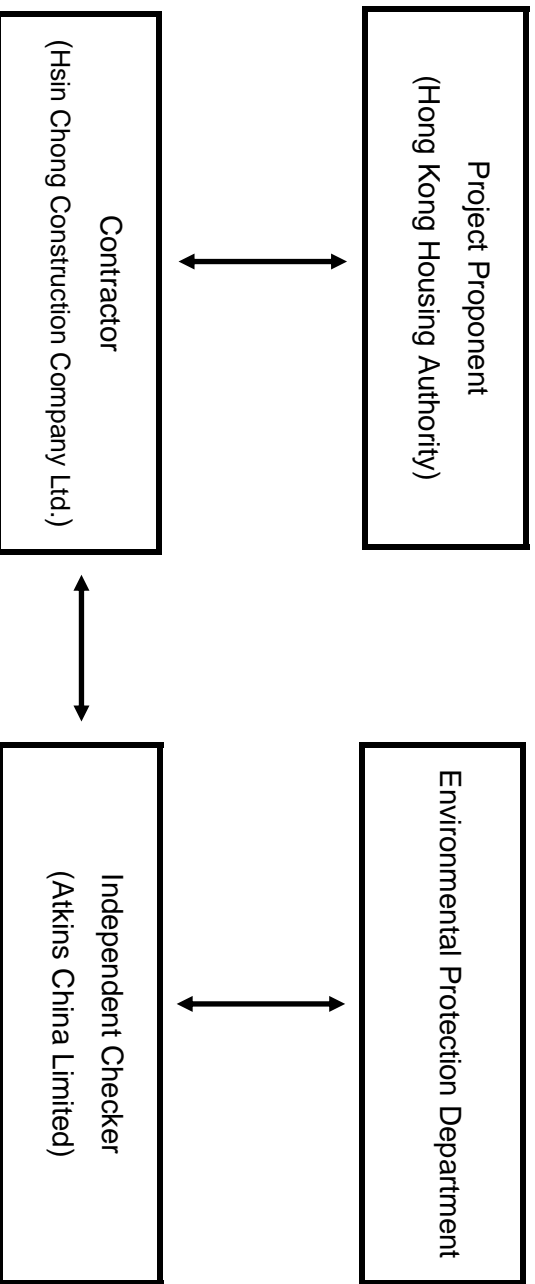 Project Proponent
(Hong Kong Housing Authority)
Environmental Protection Department
Contractor
(Hsin Chong Construction Company Ltd.)
Independent Checker
(Atkins China Limited)